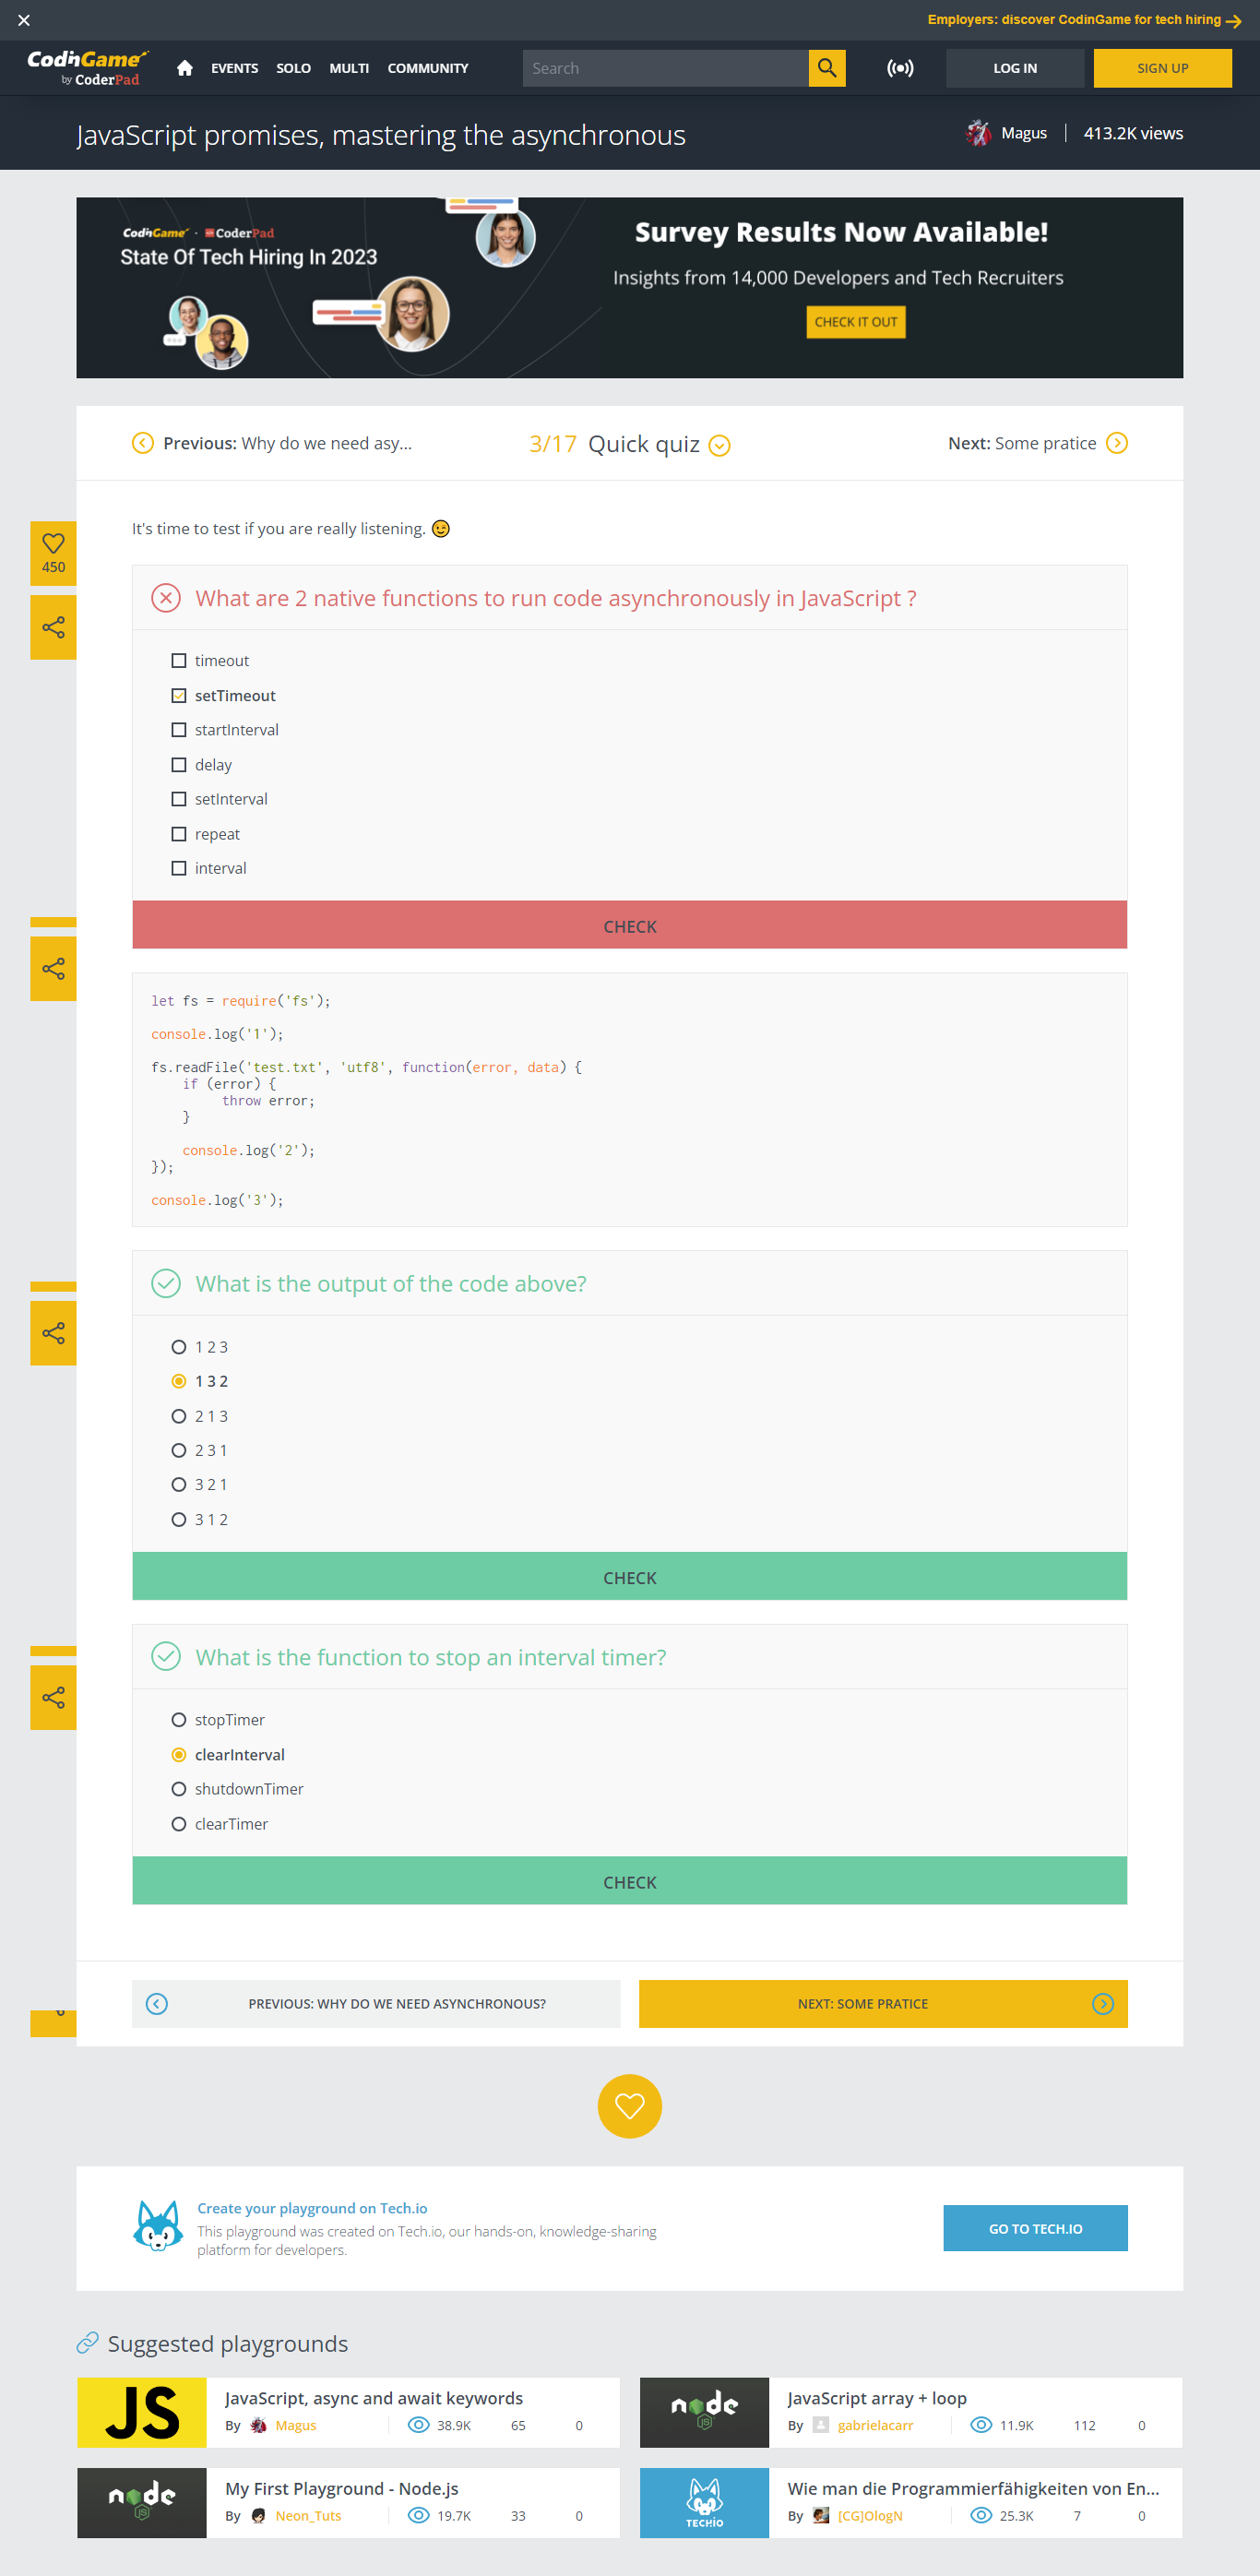 Employers: discover CodinGame for tech hiring
CodinGame
by CoderPad
EVENTS SOLO MULTI COMMUNITY
Search
LOG IN
SIGN UP
JavaScript promises, mastering the asynchronous
Magus
413.2K views
CodinGame · CoderPad
State Of Tech Hiring In 2023
Survey Results Now Available!
Insights from 14,000 Developers and Tech Recruiters
CHECK IT OUT
Previous: Why do we need asy...
3/17 Quick quiz
Next: Some pratice
It's time to test if you are really listening. 😉
450
What are 2 native functions to run code asynchronously in JavaScript ?
timeout
setTimeout
startInterval
delay
setInterval
repeat
interval
CHECK
let fs = require('fs');
console.log('1');
fs.readFile('test.txt', 'utf8', function(error, data) {
if (error) {
throw error;
}
console.log('2');
});
console.log('3');
What is the output of the code above?
1 2 3
1 3 2
2 1 3
2 3 1
3 2 1
3 1 2
CHECK
What is the function to stop an interval timer?
stopTimer
clearInterval
shutdownTimer
clearTimer
CHECK
PREVIOUS: WHY DO WE NEED ASYNCHRONOUS?
NEXT: SOME PRATICE
Create your playground on Tech.io
This playground was created on Tech.io, our hands-on, knowledge-sharing
platform for developers.
GO TO TECH.IO
Suggested playgrounds
JS
JavaScript, async and await keywords
By Magus 38.9K 65 0
node
JS
JavaScript array + loop
By gabrielacarr 11.9K 112 0
node
JS
My First Playground - Node.js
By Neon_Tuts 19.7K 33 0
TECH.IO
Wie man die Programmierfähigkeiten von En...
By [CG]OlogN 25.3K 7 0